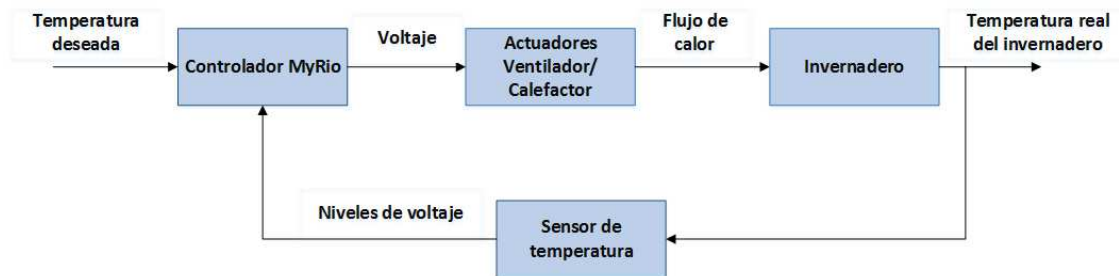 Temperatura
deseada
Controlador MyRio
Voltaje
Actuadores
Ventilador/
Calefactor
Flujo de
calor
Invernadero
Temperatura real
del invernadero
Niveles de voltaje
Sensor de
temperatura